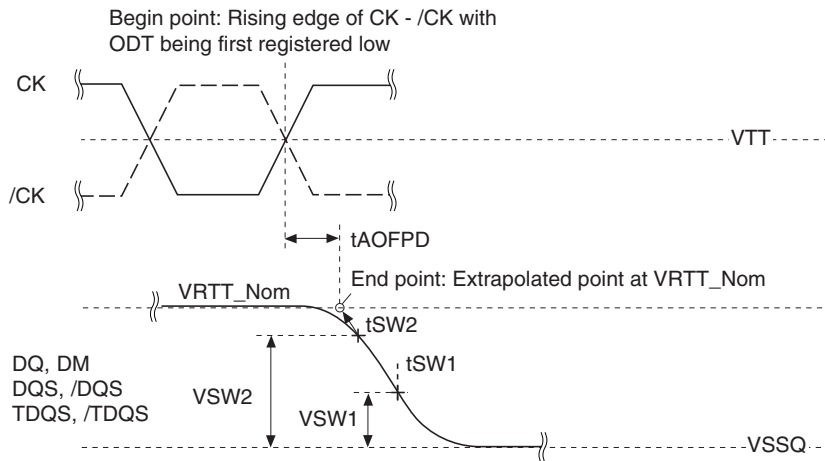 Begin point: Rising edge of CK - /CK with
ODT being first registered low
CK
VTT
/CK
tAOFPD
End point: Extrapolated point at VRTT_Nom
VRTT_Nom
tSW2
tSW1
DQ, DM
DQS, /DQS
TDQS, /TDQS
VSW2
VSW1
VSSQ